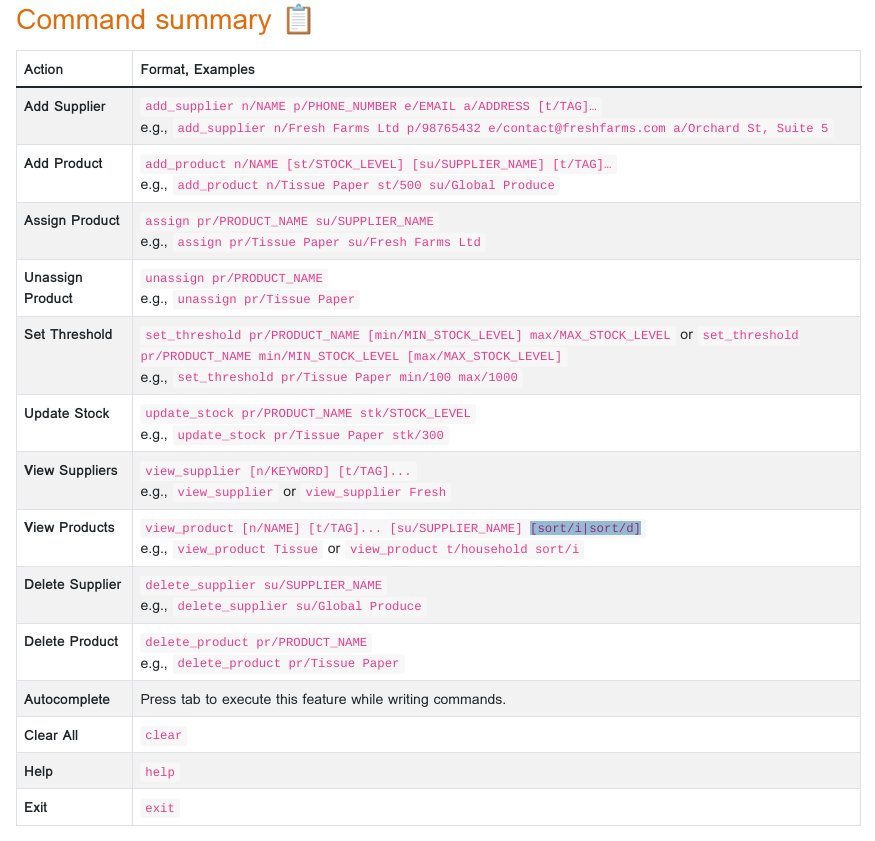 Command summary 📋
Action Format, Examples
Add Supplier add_supplier n/NAME p/PHONE_NUMBER e/EMAIL a/ADDRESS [t/TAG]…
e.g., add_supplier n/Fresh Farms Ltd p/98765432 e/contact@freshfarms.com a/Orchard St, Suite 5
Add Product add_product n/NAME [st/STOCK_LEVEL] [su/SUPPLIER_NAME] [t/TAG]…
e.g., add_product n/Tissue Paper st/500 su/Global Produce
Assign Product assign pr/PRODUCT_NAME su/SUPPLIER_NAME
e.g., assign pr/Tissue Paper su/Fresh Farms Ltd
Unassign unassign pr/PRODUCT_NAME
Product e.g., unassign pr/Tissue Paper
Set Threshold set_threshold pr/PRODUCT_NAME [min/MIN_STOCK_LEVEL] max/MAX_STOCK_LEVEL or set_threshold
pr/PRODUCT_NAME min/MIN_STOCK_LEVEL [max/MAX_STOCK_LEVEL]
e.g., set_threshold pr/Tissue Paper min/100 max/1000
Update Stock update_stock pr/PRODUCT_NAME stk/STOCK_LEVEL
e.g., update_stock pr/Tissue Paper stk/300
View Suppliers view_supplier [n/KEYWORD] [t/TAG]...
e.g., view_supplier or view_supplier Fresh
View Products view_product [n/NAME] [t/TAG]... [su/SUPPLIER_NAME] [sort/i|sort/d]
e.g., view_product Tissue or view_product t/household sort/i
Delete Supplier delete_supplier su/SUPPLIER_NAME
e.g., delete_supplier su/Global Produce
Delete Product delete_product pr/PRODUCT_NAME
e.g., delete_product pr/Tissue Paper
Autocomplete Press tab to execute this feature while writing commands.
Clear All clear
Help help
Exit exit